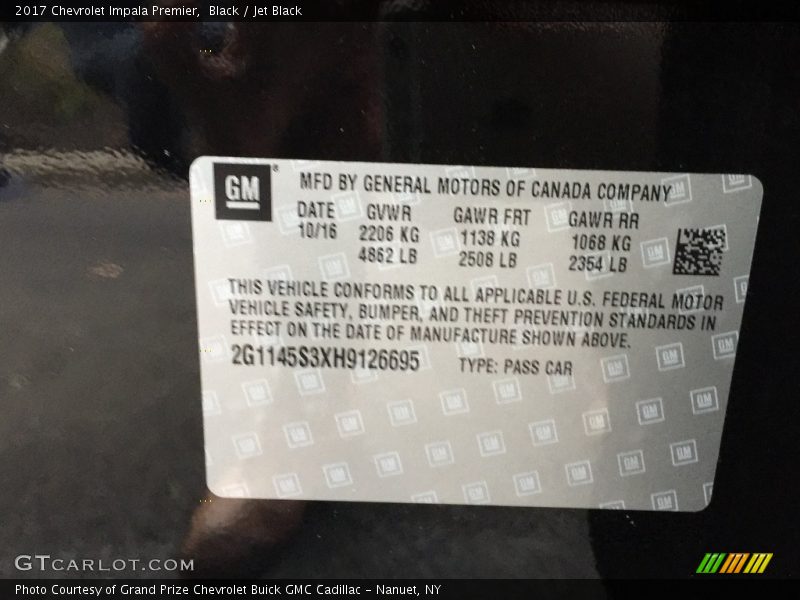 2017 Chevrolet Impala Premier,  Black / Jet Black
GM®
MFD BY GENERAL MOTORS OF CANADA COMPANY
DATE GVWR GAWR FRT GAWR RR
10/16 2206 KG 1138 KG 1068 KG
4862 LB 2508 LB 2354 LB
THIS VEHICLE CONFORMS TO ALL APPLICABLE U.S. FEDERAL MOTOR
VEHICLE SAFETY, BUMPER, AND THEFT PREVENTION STANDARDS IN
EFFECT ON THE DATE OF MANUFACTURE SHOWN ABOVE.
2G1145S3XH9126695 TYPE: PASS CAR
GTCARLOT.COM
Photo Courtesy of Grand Prize Chevrolet Buick GMC Cadillac – Nanuet, NY